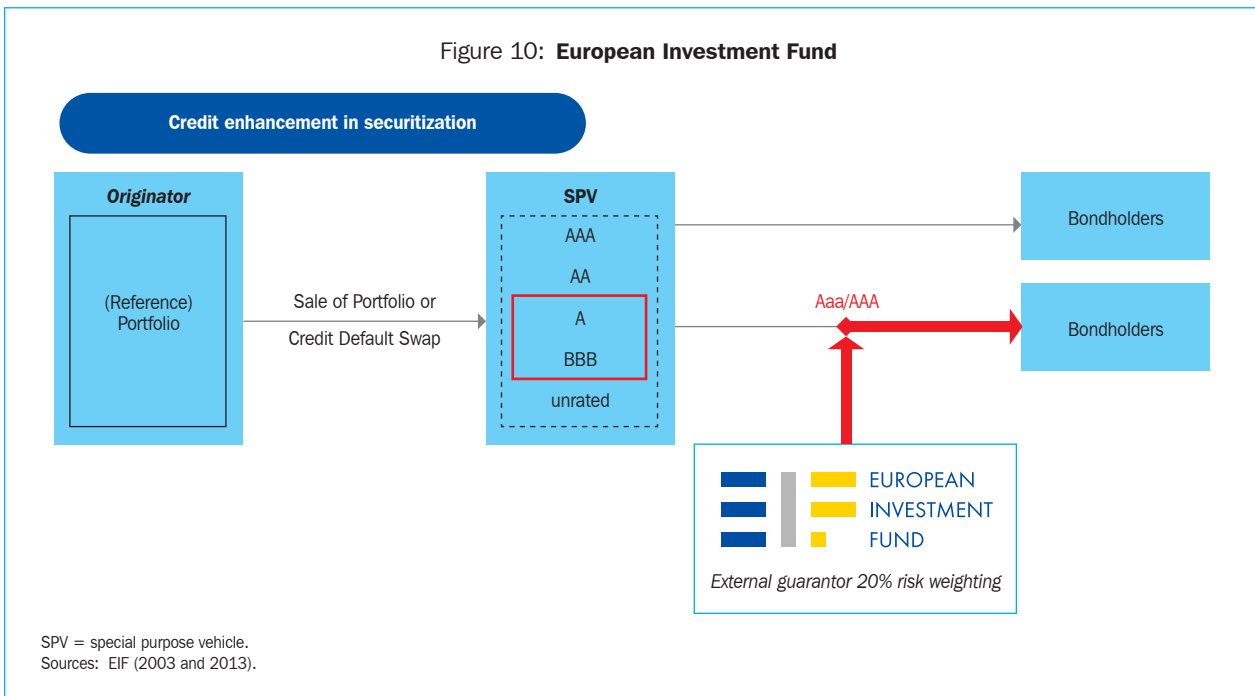 Figure 10: European Investment Fund
Credit enhancement in securitization
Originator
(Reference)
Portfolio
Sale of Portfolio or
Credit Default Swap
SPV
AAA
AA
A
BBB
unrated
Aaa/AAA
Bondholders
Bondholders
EUROPEAN
INVESTMENT
FUND
External guarantor 20% risk weighting
SPV = special purpose vehicle.
Sources: EIF (2003 and 2013).